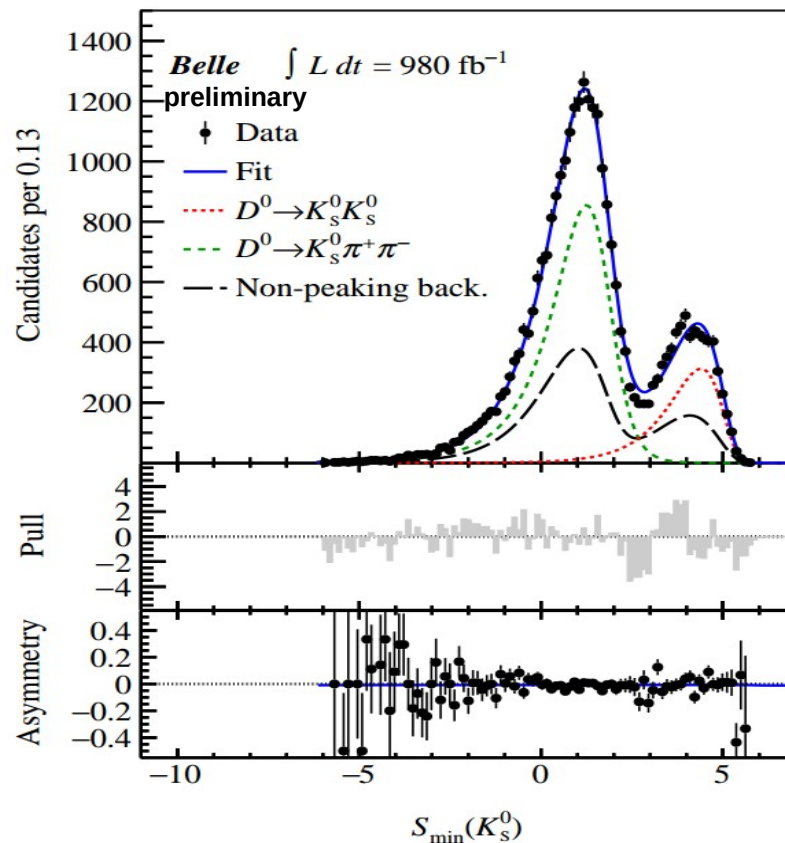 1400
Belle ∫ L dt = 980 fb⁻¹
1200
preliminary
Data
1000
Fit
800
D⁰→K⁰ₛK⁰ₛ
D⁰→K⁰ₛπ⁺π⁻
600
Non-peaking back.
400
200
Candidates per 0.13
4
2
0
−2
−4
Pull
0.4
0.2
0
−0.2
−0.4
Asymmetry
−10 −5 0 5
S_min(K⁰ₛ)